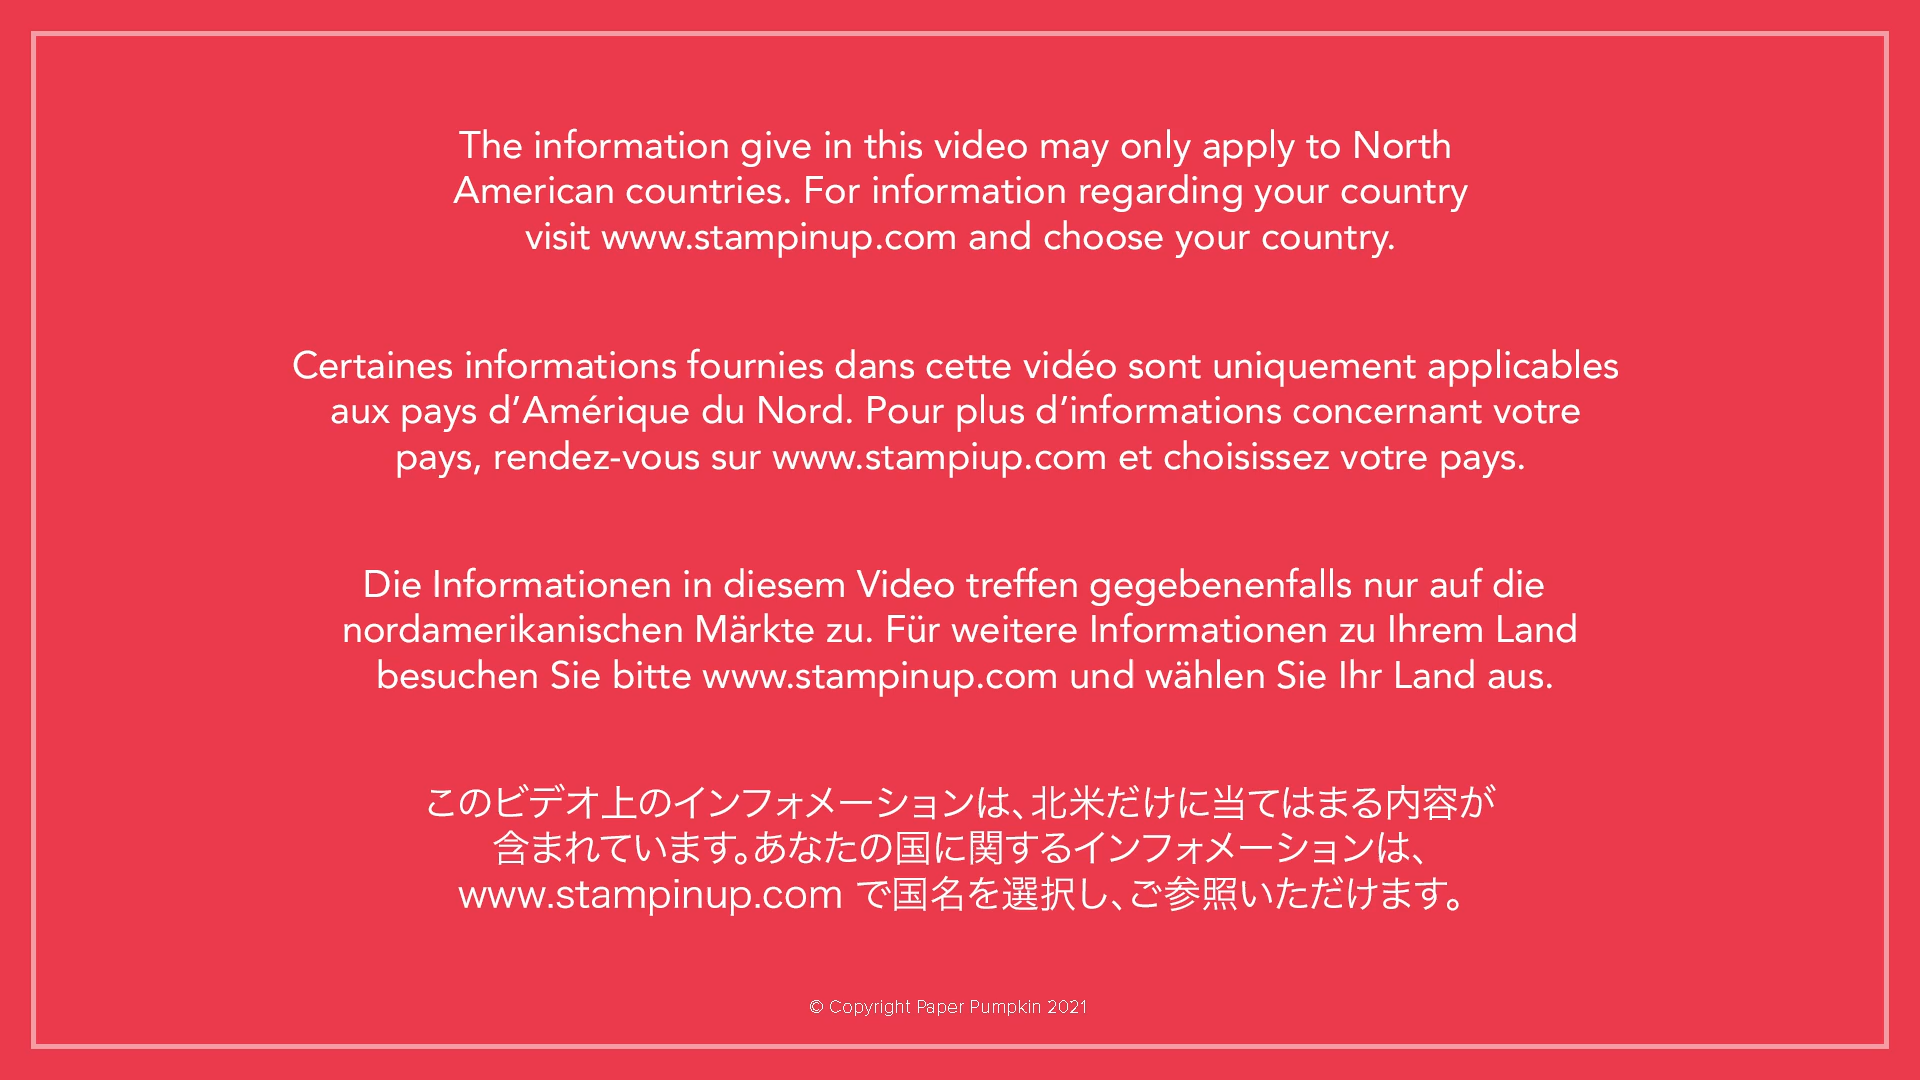 The information give in this video may only apply to North
American countries. For information regarding your country
visit www.stampinup.com and choose your country.
Certaines informations fournies dans cette vidéo sont uniquement applicables
aux pays d’Amérique du Nord. Pour plus d’informations concernant votre
pays, rendez-vous sur www.stampiup.com et choisissez votre pays.
Die Informationen in diesem Video treffen gegebenenfalls nur auf die
nordamerikanischen Märkte zu. Für weitere Informationen zu Ihrem Land
besuchen Sie bitte www.stampinup.com und wählen Sie Ihr Land aus.
このビデオ上のインフォメーションは、北米だけに当てはまる内容が
含まれています。あなたの国に関するインフォメーションは、
www.stampinup.com で国名を選択し、ご参照いただけます。
© Copyright Paper Pumpkin 2021